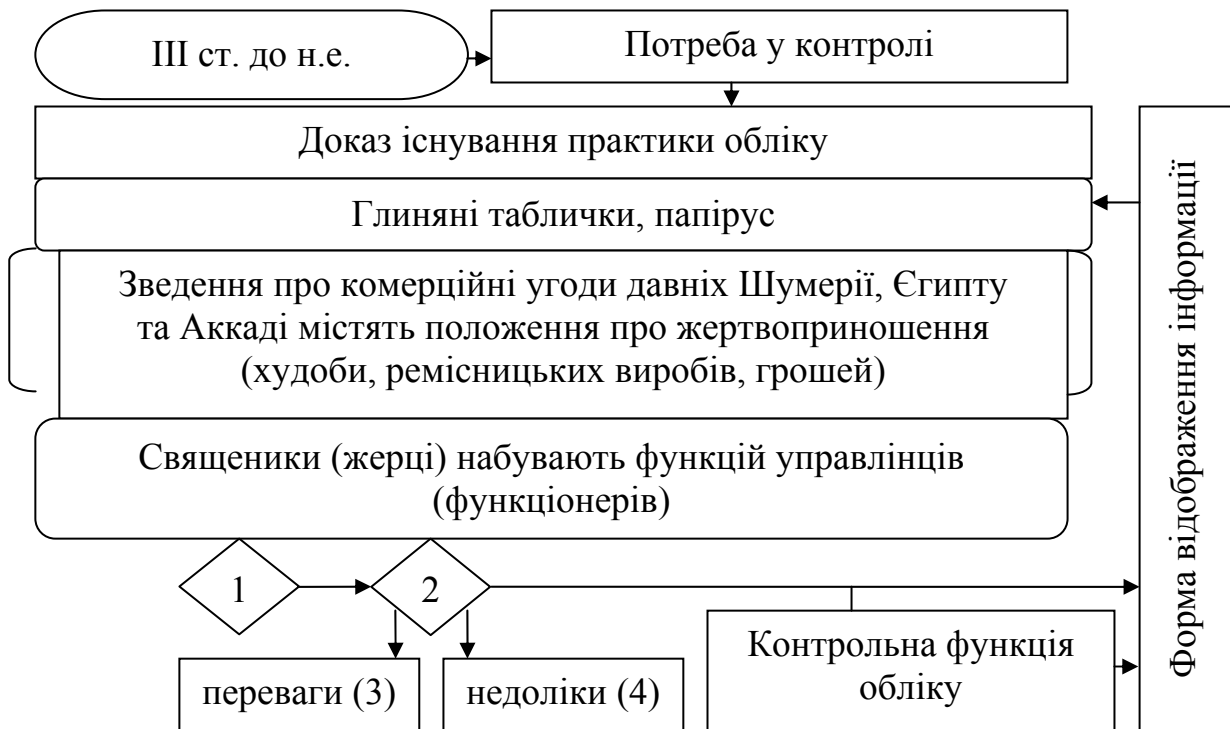 ІІІ ст. до н.е.
Потреба у контролі
Доказ існування практики обліку
Глиняні таблички, папірус
Зведення про комерційні угоди давніх Шумерії, Єгипту
та Аккаді містять положення про жертвоприношення
(худоби, ремісницьких виробів, грошей)
Священики (жерці) набувають функцій управлінців
(функціонерів)
1
2
переваги (3)
недоліки (4)
Контрольна функція
обліку
Форма відображення інформації